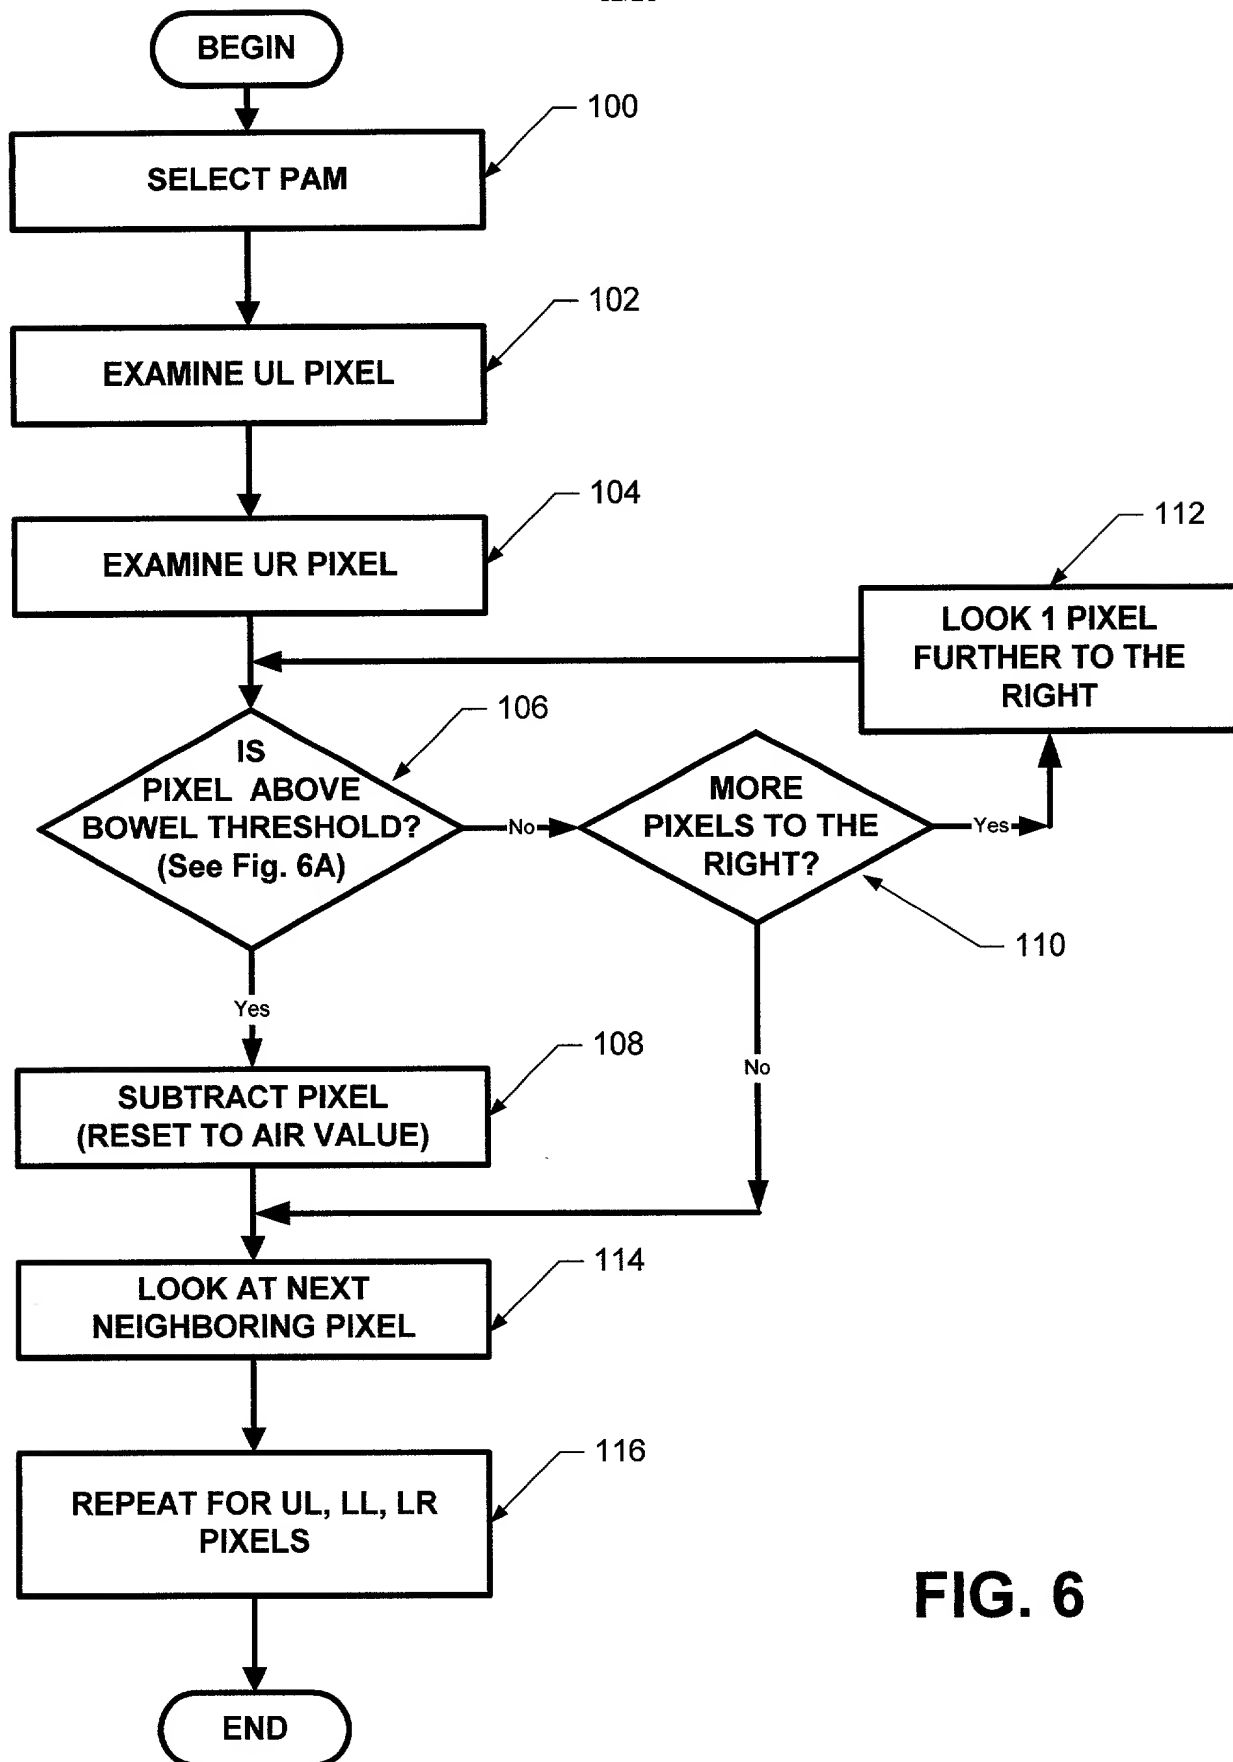 BEGIN
100
SELECT PAM
102
EXAMINE UL PIXEL
104
EXAMINE UR PIXEL
112
LOOK 1 PIXEL
FURTHER TO THE
RIGHT
106
IS
PIXEL ABOVE
BOWEL THRESHOLD?
(See Fig. 6A)
No
MORE
PIXELS TO THE
RIGHT?
Yes
110
Yes
No
108
SUBTRACT PIXEL
(RESET TO AIR VALUE)
114
LOOK AT NEXT
NEIGHBORING PIXEL
116
REPEAT FOR UL, LL, LR
PIXELS
FIG. 6
END